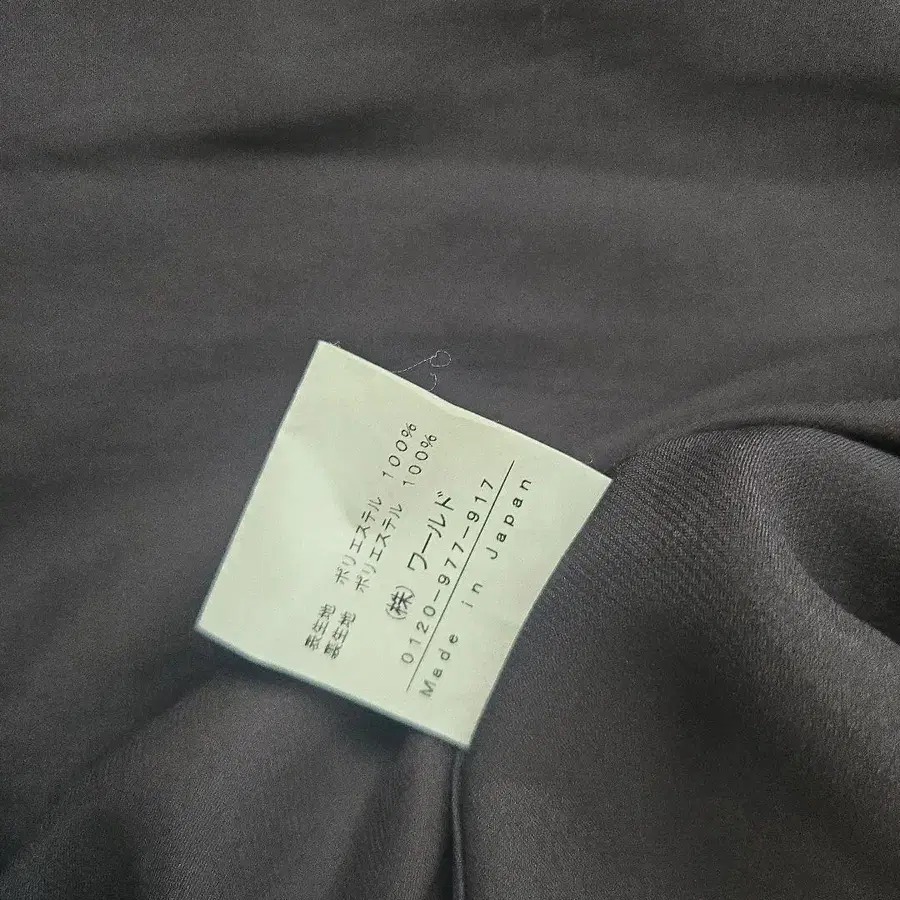 表生地 ポリエステル 100%
裏生地 ポリエステル 100%
(株) ワールド
0120-977-917
Made in Japan